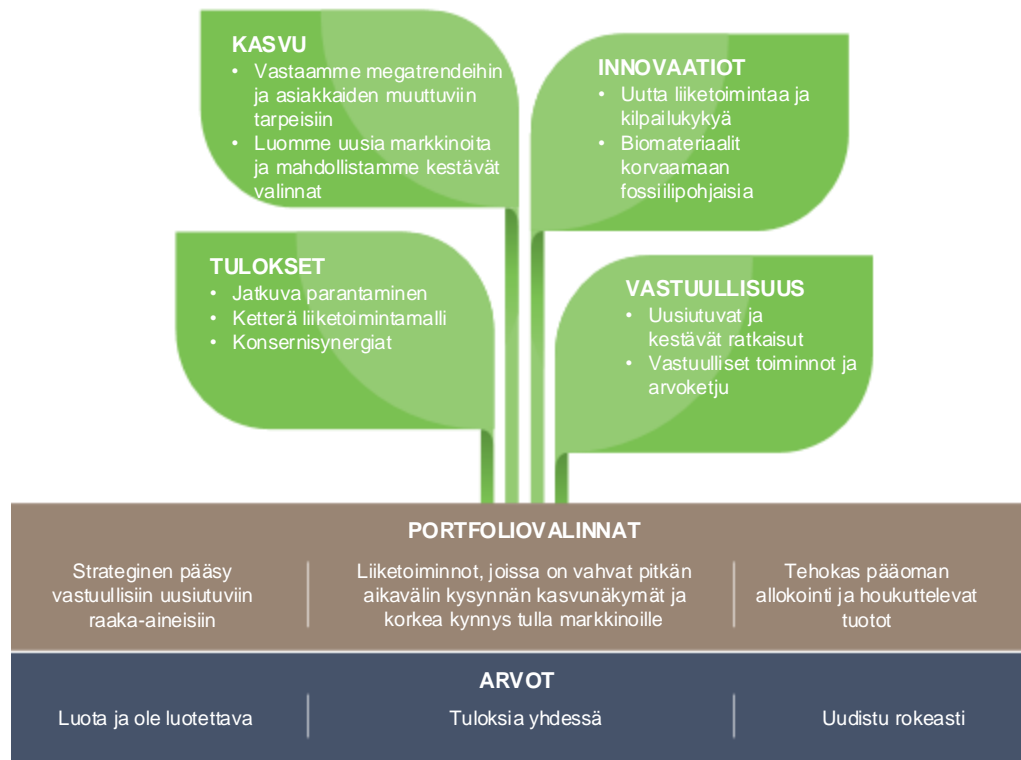 KASVU
• Vastaamme megatrendeihin
ja asiakkaiden muuttuviin
tarpeisiin
• Luomme uusia markkinoita
ja mahdollistamme kestävät
valinnat
INNOVAATIOT
• Uutta liiketoimintaa ja
kilpailukykyä
• Biomateriaalit
korvaamaan
fossiilipohjaisia
TULOKSET
• Jatkuva parantaminen
• Ketterä liiketoimintamalli
• Konsernisynergiat
VASTUULLISUUS
• Uusiutuvat ja
kestävät ratkaisut
• Vastuulliset toiminnot ja
arvoketju
PORTFOLIOVALINNAT
Strateginen pääsy
vastuullisiin uusiutuviin
raaka-aineisiin
Liiketoiminnot, joissa on vahvat pitkän
aikavälin kysynnän kasvunäkymät ja
korkea kynnys tulla markkinoille
Tehokas pääoman
allokointi ja houkuttelevat
tuotot
ARVOT
Luota ja ole luotettava
Tuloksia yhdessä
Uudistu rokeasti